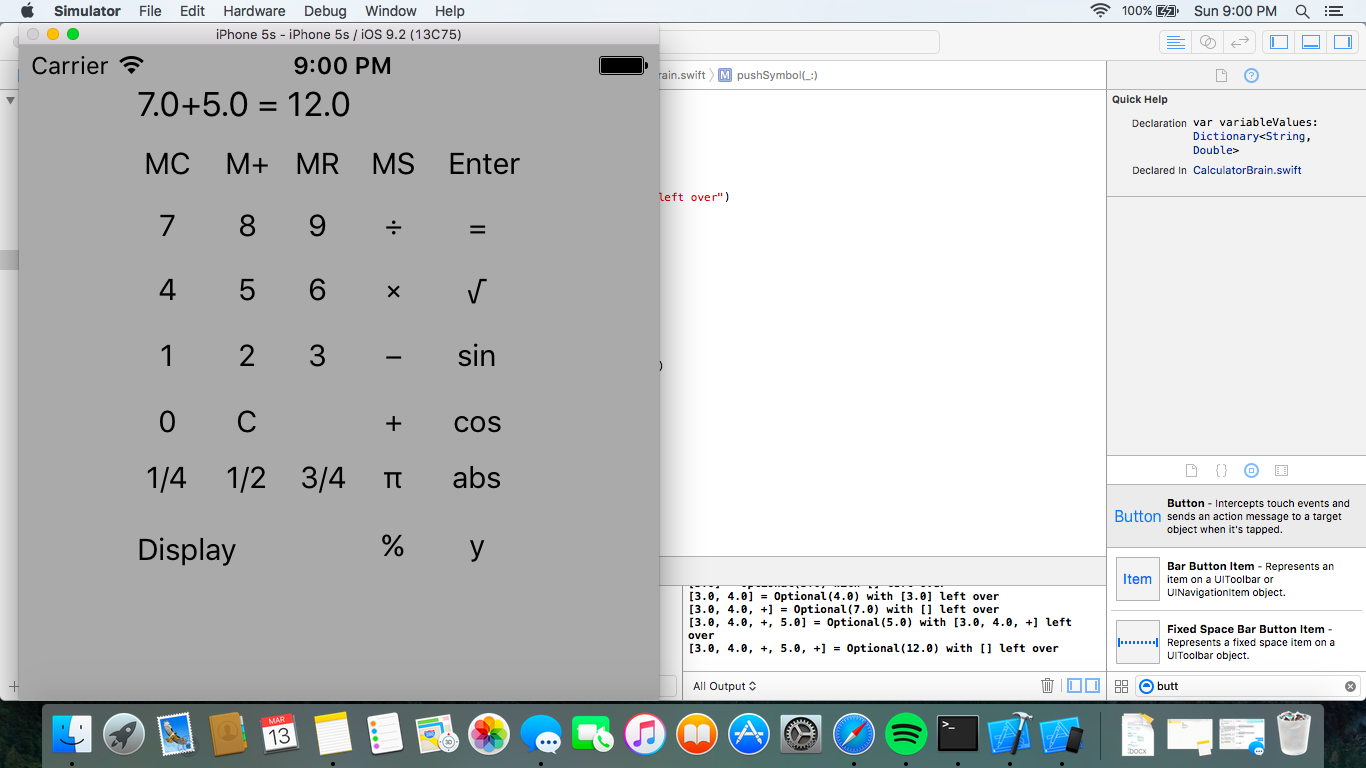 Simulator File Edit Hardware Debug Window Help 100% Sun 9:00 PM
iPhone 5s - iPhone 5s / iOS 9.2 (13C75)
Carrier 9:00 PM
7.0+5.0 = 12.0
MC M+ MR MS Enter
7 8 9 ÷ =
4 5 6 × √
1 2 3 − sin
0 C + cos
1/4 1/2 3/4 π abs
Display % y
rain.swift M pushSymbol(_:)
left over")
)
[3.0, 4.0] = Optional(4.0) with [3.0] left over
[3.0, 4.0, +] = Optional(7.0) with [] left over
[3.0, 4.0, +, 5.0] = Optional(5.0) with [3.0, 4.0, +] left
over
[3.0, 4.0, +, 5.0, +] = Optional(12.0) with [] left over
All Output
Quick Help
Declaration var variableValues:
Dictionary<String,
Double>
Declared In CalculatorBrain.swift
{ }
Button Button - Intercepts touch events and
sends an action message to a target
object when it's tapped.
Item Bar Button Item - Represents an
item on a UIToolbar or
UINavigationItem object.
Fixed Space Bar Button Item -
Represents a fixed space item on a
UIToolbar object.
butt
MAR
13
3D
>_
.docx